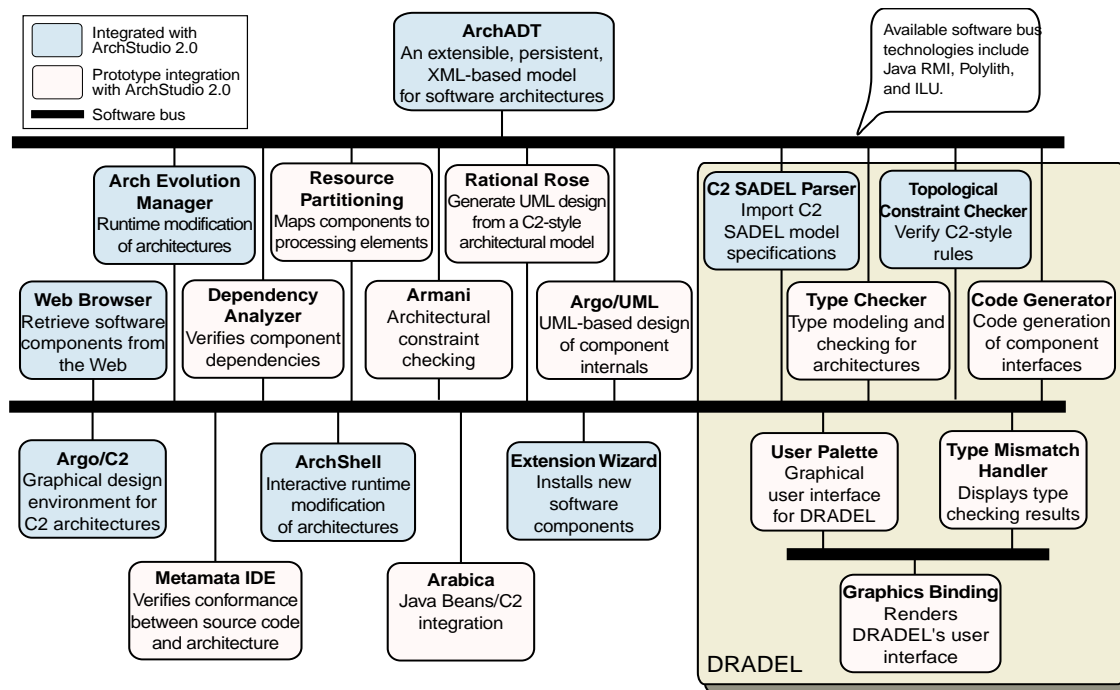 Integrated with
ArchStudio 2.0
Prototype integration
with ArchStudio 2.0
Software bus
ArchADT
An extensible, persistent,
XML-based model
for software architectures
Available software bus
technologies include
Java RMI, Polylith,
and ILU.
Arch Evolution
Manager
Runtime modification
of architectures
Resource
Partitioning
Maps components to
processing elements
Rational Rose
Generate UML design
from a C2-style
architectural model
C2 SADEL Parser
Import C2
SADEL model
specifications
Topological
Constraint Checker
Verify C2-style
rules
Web Browser
Retrieve software
components from
the Web
Dependency
Analyzer
Verifies component
dependencies
Armani
Architectural
constraint
checking
Argo/UML
UML-based design
of component
internals
Type Checker
Type modeling and
checking for
architectures
Code Generator
Code generation
of component
interfaces
Argo/C2
Graphical design
environment for
C2 architectures
ArchShell
Interactive runtime
modification
of architectures
Extension Wizard
Installs new
software
components
User Palette
Graphical
user interface
for DRADEL
Type Mismatch
Handler
Displays type
checking results
Metamata IDE
Verifies conformance
between source code
and architecture
Arabica
Java Beans/C2
integration
Graphics Binding
Renders
DRADEL's user
interface
DRADEL